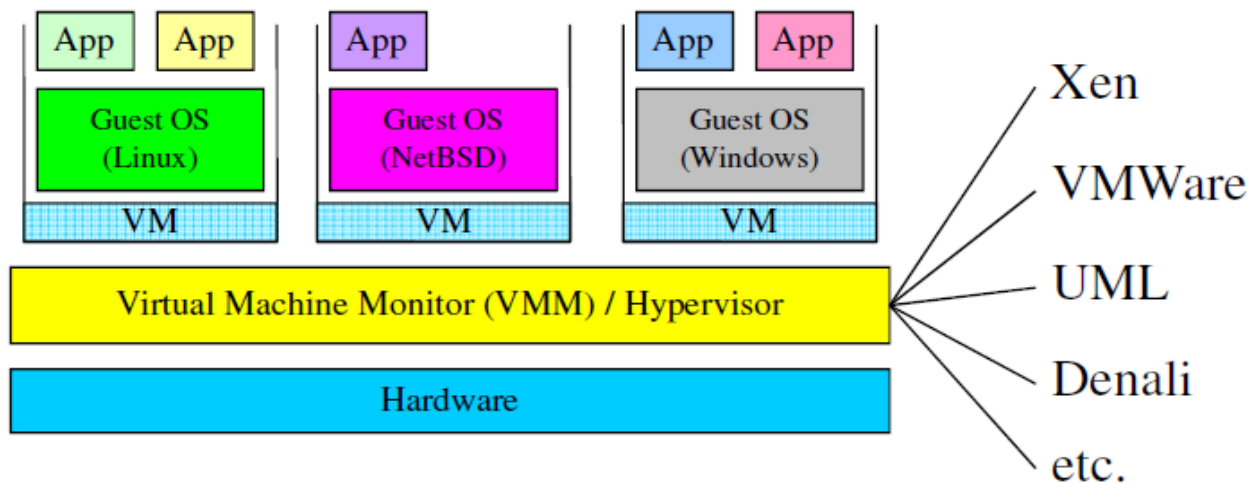 App
App
App
App
App
Guest OS
(Linux)
Guest OS
(NetBSD)
Guest OS
(Windows)
VM
VM
VM
Virtual Machine Monitor (VMM) / Hypervisor
Hardware
Xen
VMWare
UML
Denali
etc.